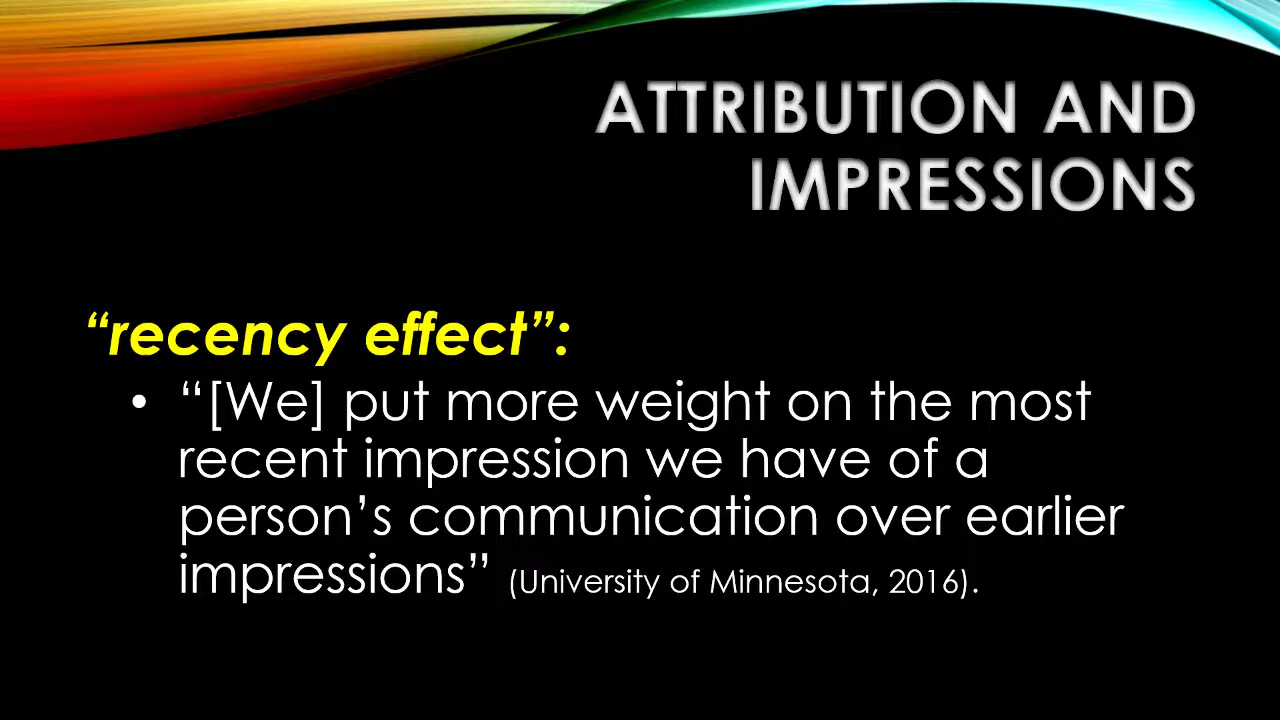 ATTRIBUTION AND
IMPRESSIONS
“recency effect”:
• “[We] put more weight on the most
recent impression we have of a
person’s communication over earlier
impressions” (University of Minnesota, 2016).